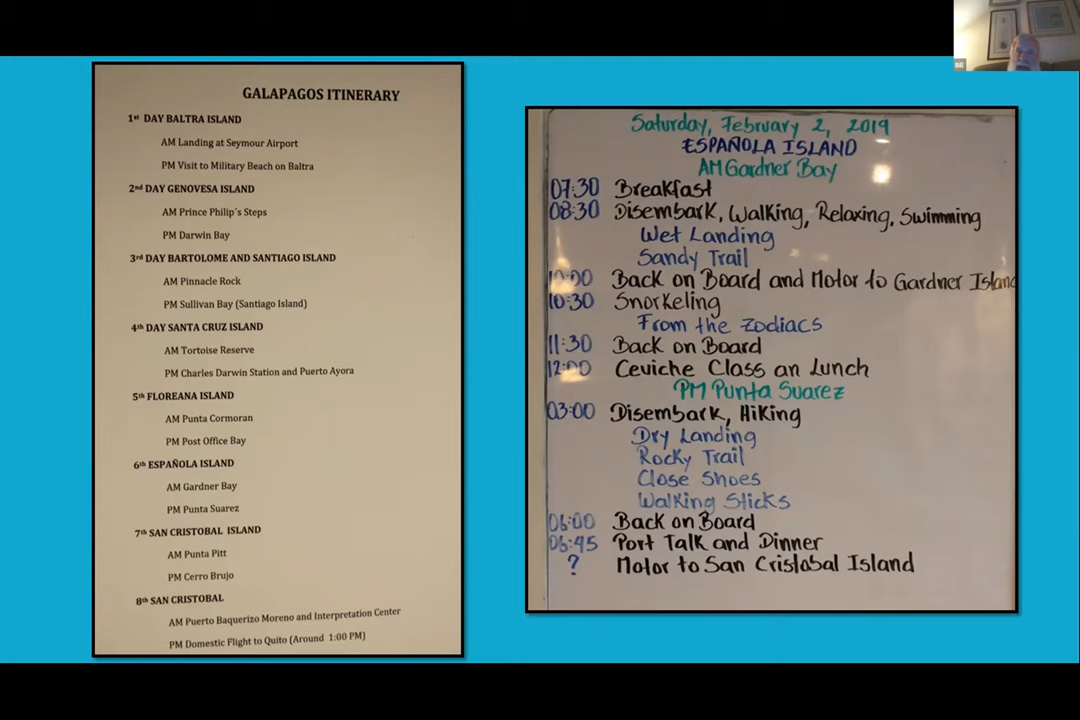 GALAPAGOS ITINERARY
1st DAY BALTRA ISLAND
AM Landing at Seymour Airport
PM Visit to Military Beach on Baltra
2nd DAY GENOVESA ISLAND
AM Prince Philip's Steps
PM Darwin Bay
3rd DAY BARTOLOME AND SANTIAGO ISLAND
AM Pinnacle Rock
PM Sullivan Bay (Santiago Island)
4th DAY SANTA CRUZ ISLAND
AM Tortoise Reserve
PM Charles Darwin Station and Puerto Ayora
5th FLOREANA ISLAND
AM Punta Cormoran
PM Post Office Bay
6th ESPAÑOLA ISLAND
AM Gardner Bay
PM Punta Suarez
7th SAN CRISTOBAL ISLAND
AM Punta Pitt
PM Cerro Brujo
8th SAN CRISTOBAL
AM Puerto Baquerizo Moreno and Interpretation Center
PM Domestic Flight to Quito (Around 1:00 PM)
Saturday, February 2, 2019
ESPAÑOLA ISLAND
AM Gardner Bay
07:30 Breakfast
08:30 Disembark, Walking, Relaxing, Swimming
Wet Landing
Sandy Trail
10:00 Back on Board and Motor to Gardner Island
10:30 Snorkeling
From the Zodiacs
11:30 Back on Board
12:00 Ceviche Class an Lunch
PM Punta Suarez
03:00 Disembark, Hiking
Dry Landing
Rocky Trail
Close Shoes
Walking Sticks
06:00 Back on Board
06:45 Port Talk and Dinner
? Motor to San Cristobal Island
Bill